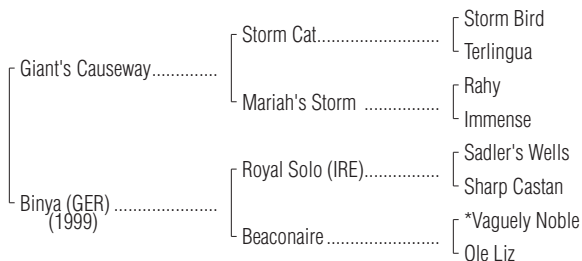 Storm Bird
Storm Cat..........................
Terlingua
Giant's Causeway..............
Rahy
Mariah's Storm ................
Immense
Sadler's Wells
Royal Solo (IRE)................
Sharp Castan
Binya (GER) ......................
(1999)
*Vaguely Noble
Beaconaire ........................
Ole Liz